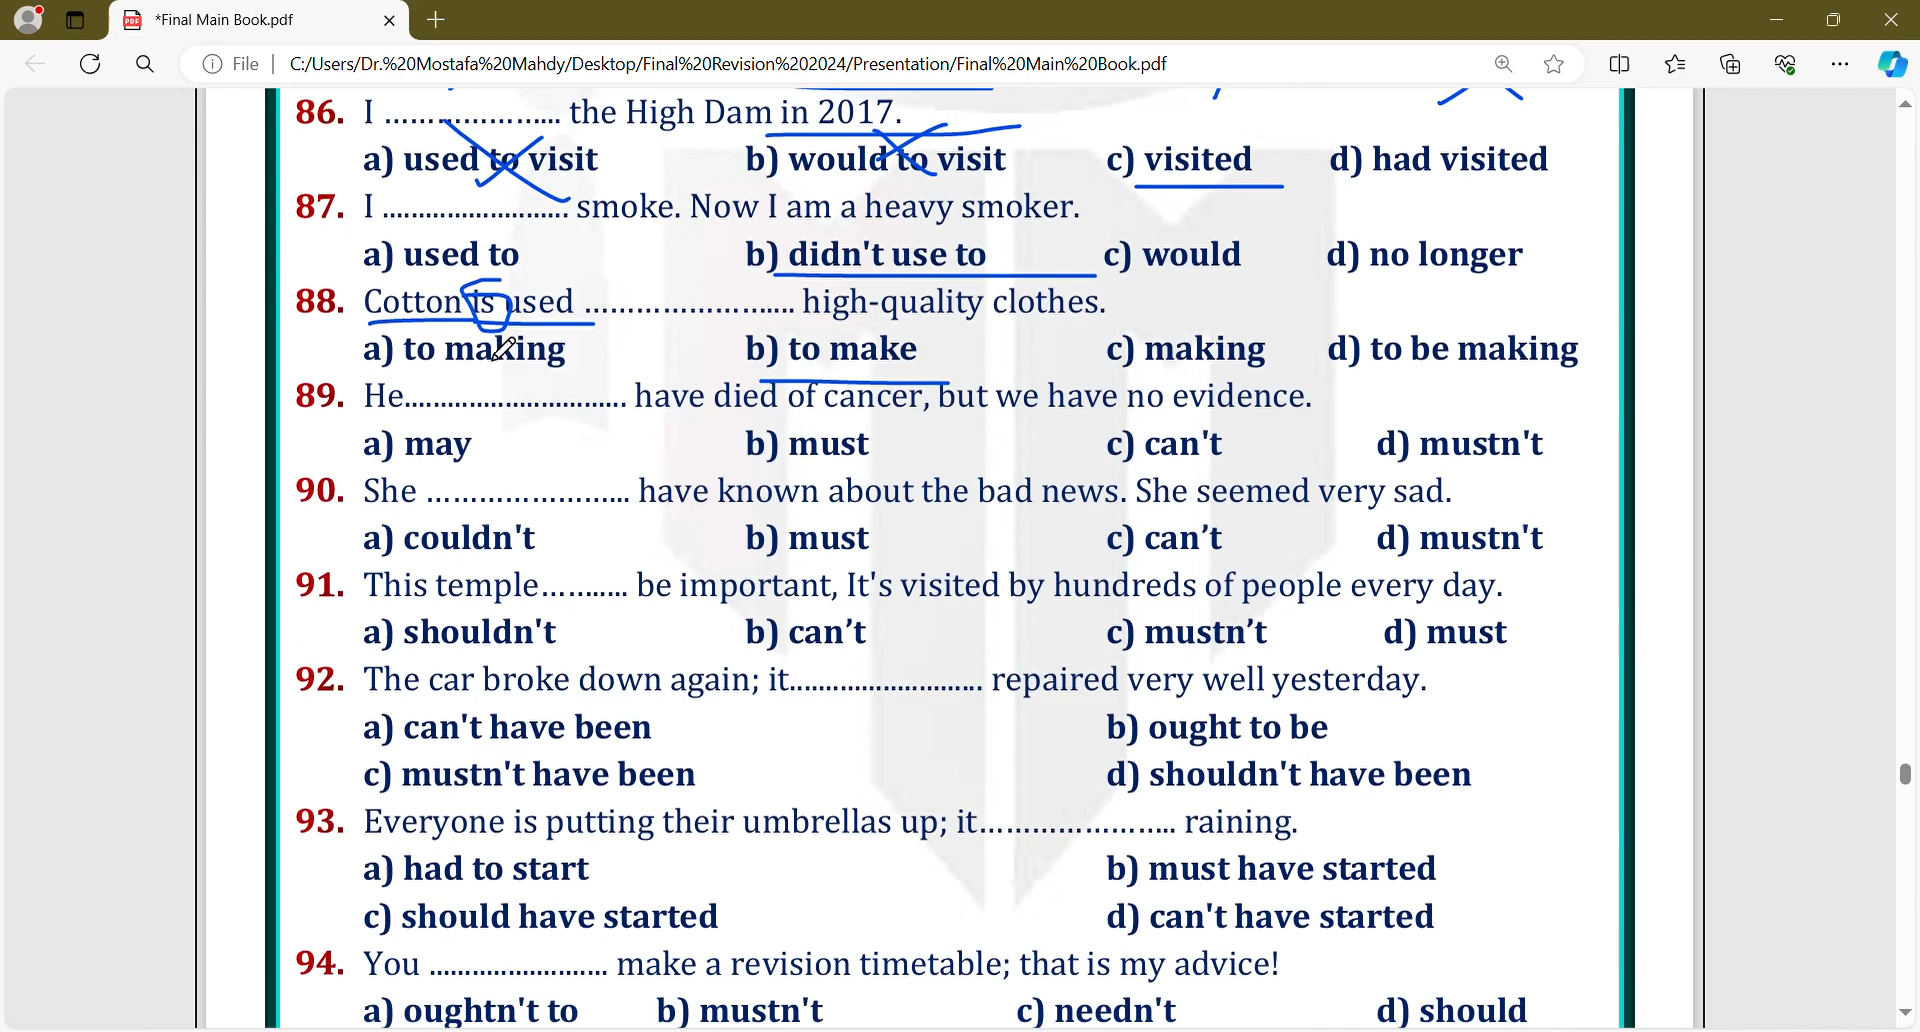 *Final Main Book.pdf
File | C:/Users/Dr.%20Mostafa%20Mahdy/Desktop/Final%20Revision%202024/Presentation/Final%20Main%20Book.pdf
86. I ...................... the High Dam in 2017.
a) used to visit b) would to visit c) visited d) had visited
87. I .......................... smoke. Now I am a heavy smoker.
a) used to b) didn't use to c) would d) no longer
88. Cotton is used ........................... high-quality clothes.
a) to making b) to make c) making d) to be making
89. He............................... have died of cancer, but we have no evidence.
a) may b) must c) can't d) mustn't
90. She .......................... have known about the bad news. She seemed very sad.
a) couldn't b) must c) can’t d) mustn't
91. This temple............ be important, It's visited by hundreds of people every day.
a) shouldn't b) can’t c) mustn’t d) must
92. The car broke down again; it........................... repaired very well yesterday.
a) can't have been b) ought to be
c) mustn't have been d) shouldn't have been
93. Everyone is putting their umbrellas up; it......................... raining.
a) had to start b) must have started
c) should have started d) can't have started
94. You ......................... make a revision timetable; that is my advice!
a) oughtn't to b) mustn't c) needn't d) should